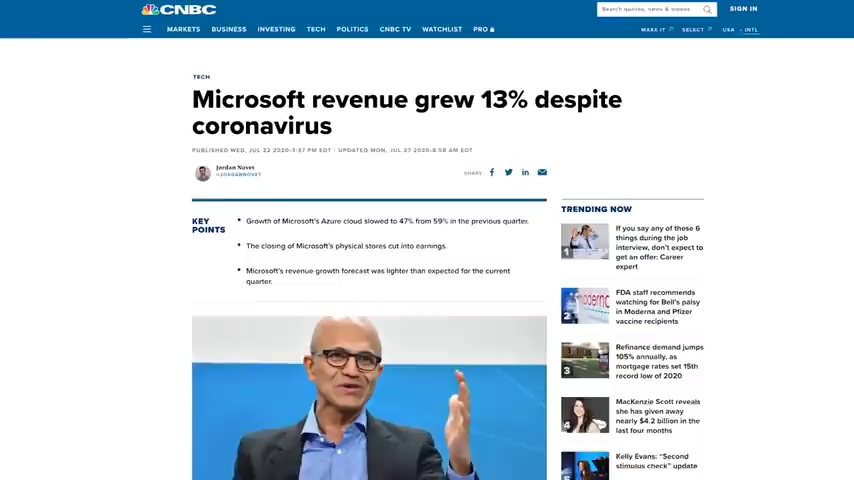 CNBC
Search quotes, news & videos
SIGN IN
MARKETS BUSINESS INVESTING TECH POLITICS CNBC TV WATCHLIST PRO
MAKE IT SELECT USA INTL
TECH
Microsoft revenue grew 13% despite
coronavirus
PUBLISHED WED, JUL 22 2020 3:37 PM EDT UPDATED MON, JUL 27 2020 8:58 AM EDT
Jordan Novet
@JORDANNOVET
SHARE
KEY
POINTS
Growth of Microsoft's Azure cloud slowed to 47% from 59% in the previous quarter.
The closing of Microsoft's physical stores cut into earnings.
Microsoft's revenue growth forecast was lighter than expected for the current
quarter.
TRENDING NOW
1
If you say any of these 6
things during the job
interview, don't expect to
get an offer: Career
expert
2
FDA staff recommends
watching for Bell's palsy
in Moderna and Pfizer
vaccine recipients
3
Refinance demand jumps
105% annually, as
mortgage rates set 15th
record low of 2020
4
MacKenzie Scott reveals
she has given away
nearly $4.2 billion in the
last four months
5
Kelly Evans: "Second
stimulus check" update